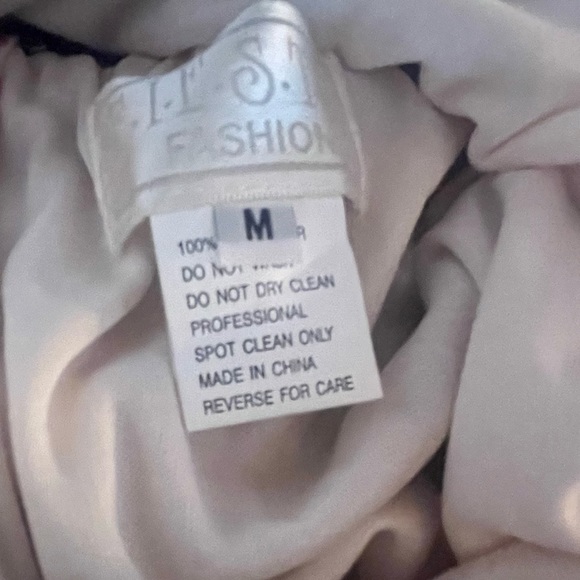 FASHION
M
100%
DO NOT
DO NOT DRY CLEAN
PROFESSIONAL
SPOT CLEAN ONLY
MADE IN CHINA
REVERSE FOR CARE